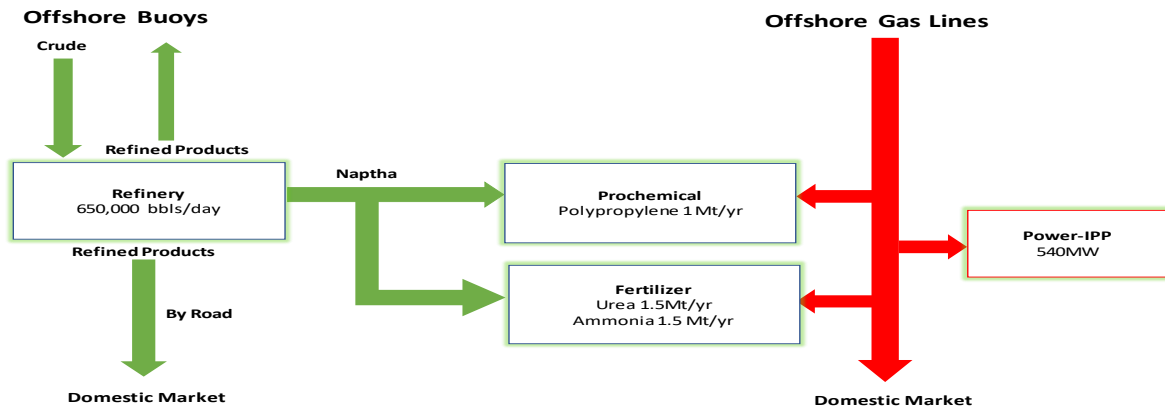 Offshore Buoys
Offshore Gas Lines
Crude
Refined Products
Refinery
650,000 bbls/day
Naptha
Prochemical
Polypropylene 1 Mt/yr
Power-IPP
540MW
Refined Products
Fertilizer
Urea 1.5Mt/yr
Ammonia 1.5 Mt/yr
By Road
Domestic Market
Domestic Market